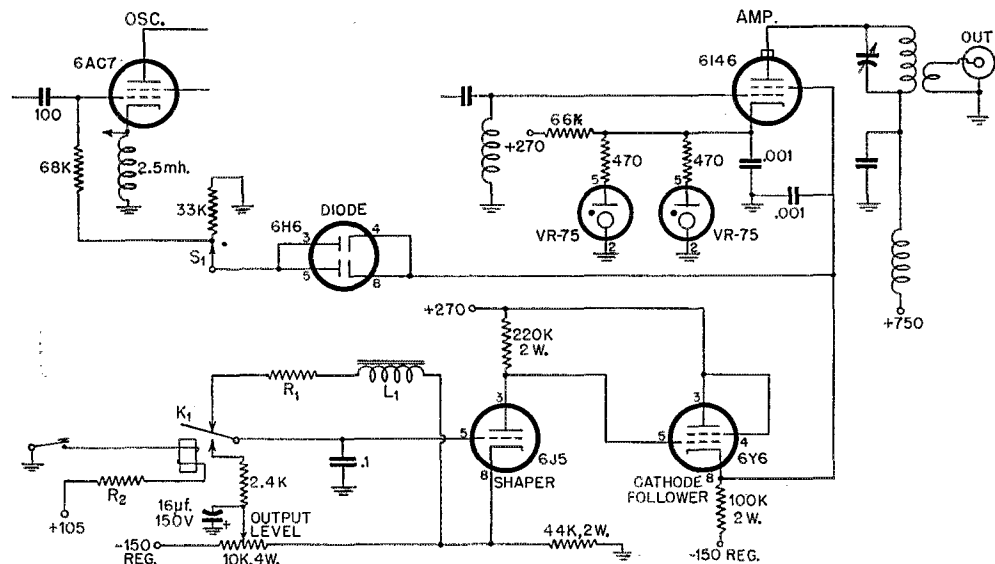 OSC.
6AC7
100
68K
2.5mh.
33K
S1
6H6
DIODE
3
4
5
8
AMP.
6146
OUT
66K
+270
470
470
5
5
VR-75
VR-75
2
2
.001
.001
+750
+270
220K
2 W.
3
5
8
6J5
SHAPER
3
5
4
8
6Y6
CATHODE
FOLLOWER
100K
2 W.
-150 REG.
R1
L1
K1
.1
R2
+105
2.4K
16μf.
150V
+
OUTPUT
LEVEL
-150
REG.
10K,4W.
44K,2W.